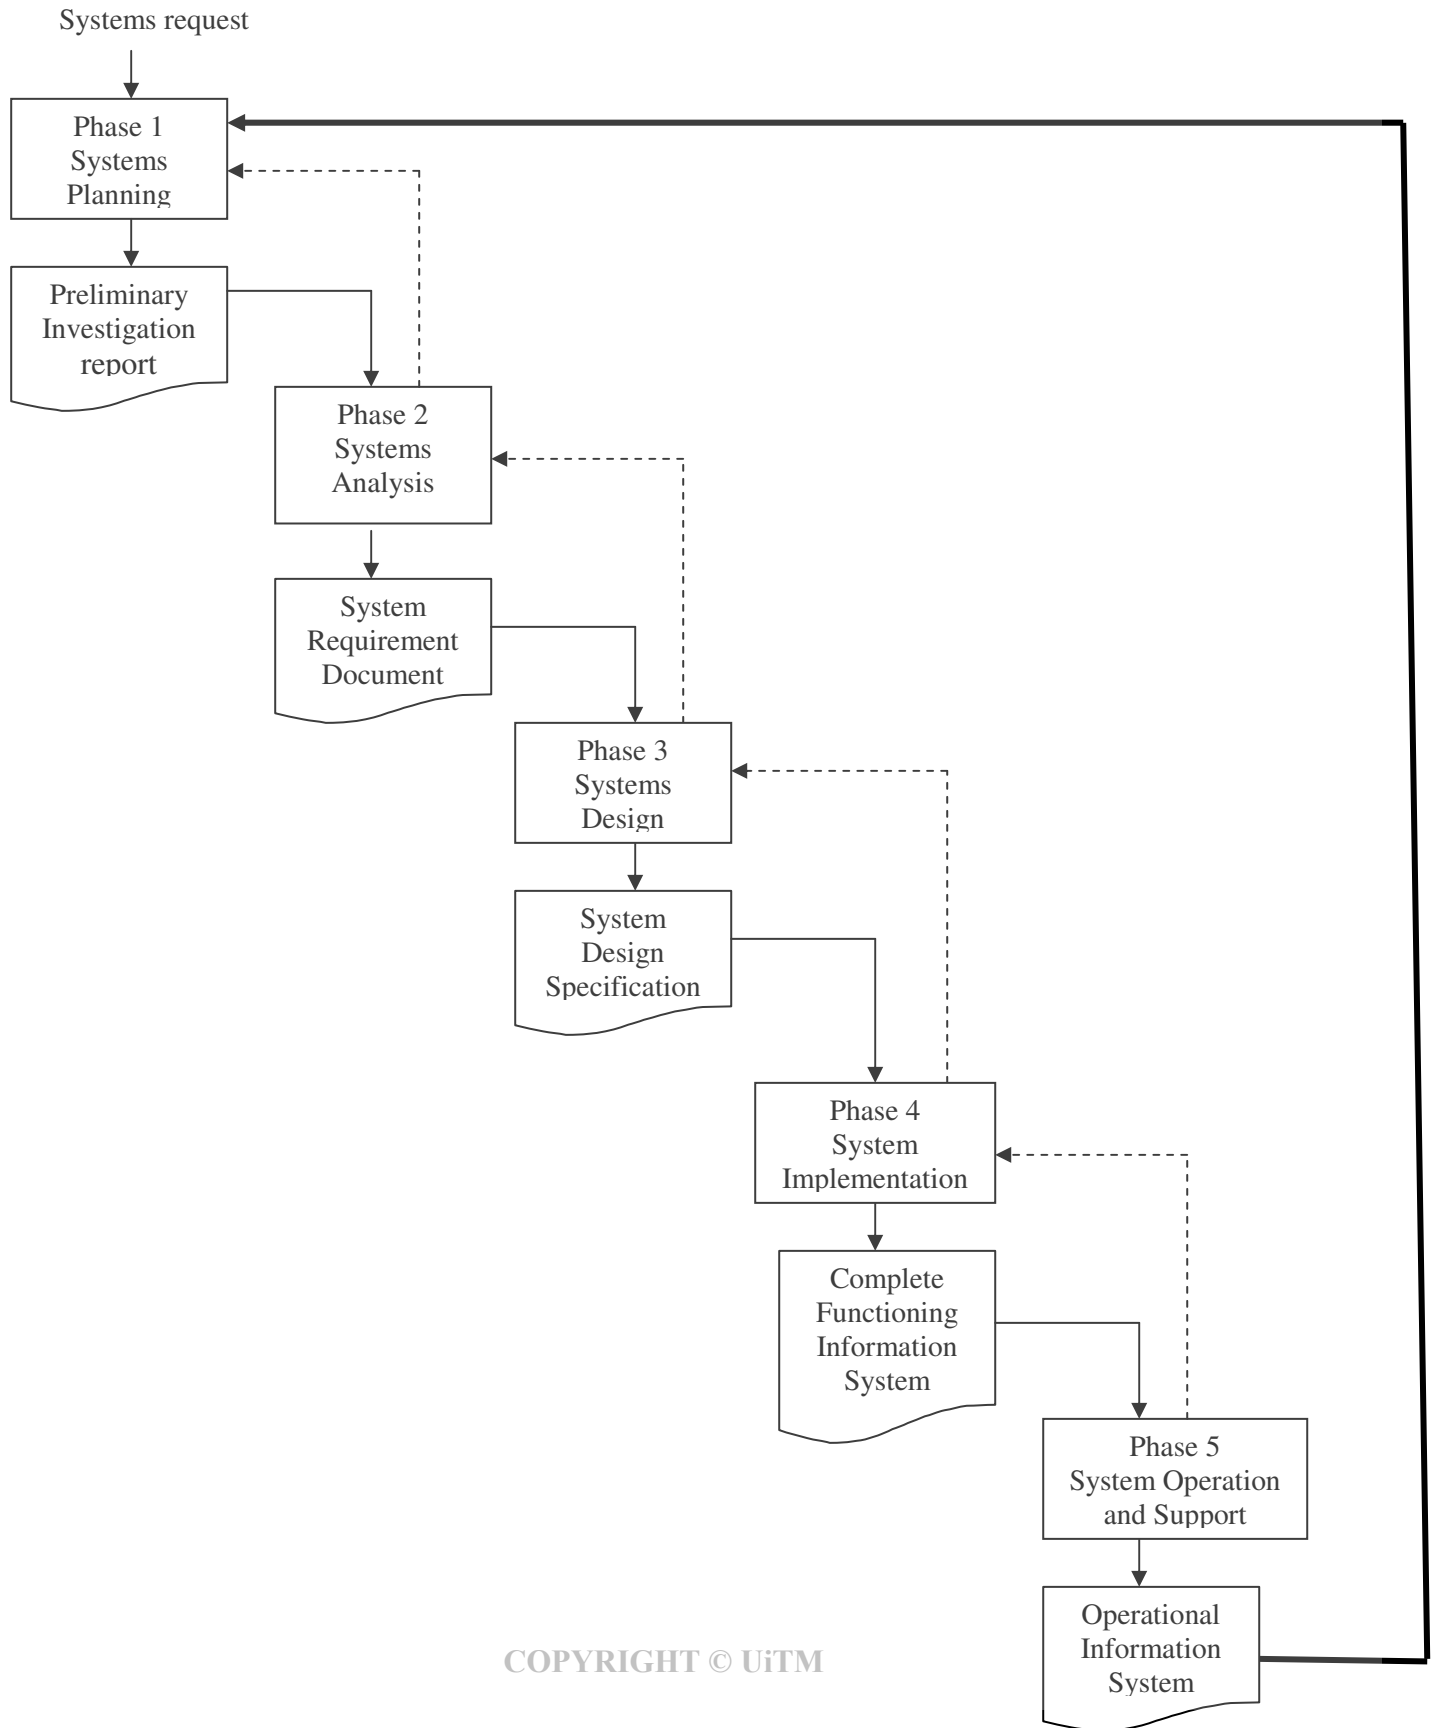 Systems request
Phase 1
Systems
Planning
Preliminary
Investigation
report
Phase 2
Systems
Analysis
System
Requirement
Document
Phase 3
Systems
Design
System
Design
Specification
Phase 4
System
Implementation
Complete
Functioning
Information
System
Phase 5
System Operation
and Support
Operational
Information
System
COPYRIGHT © UiTM